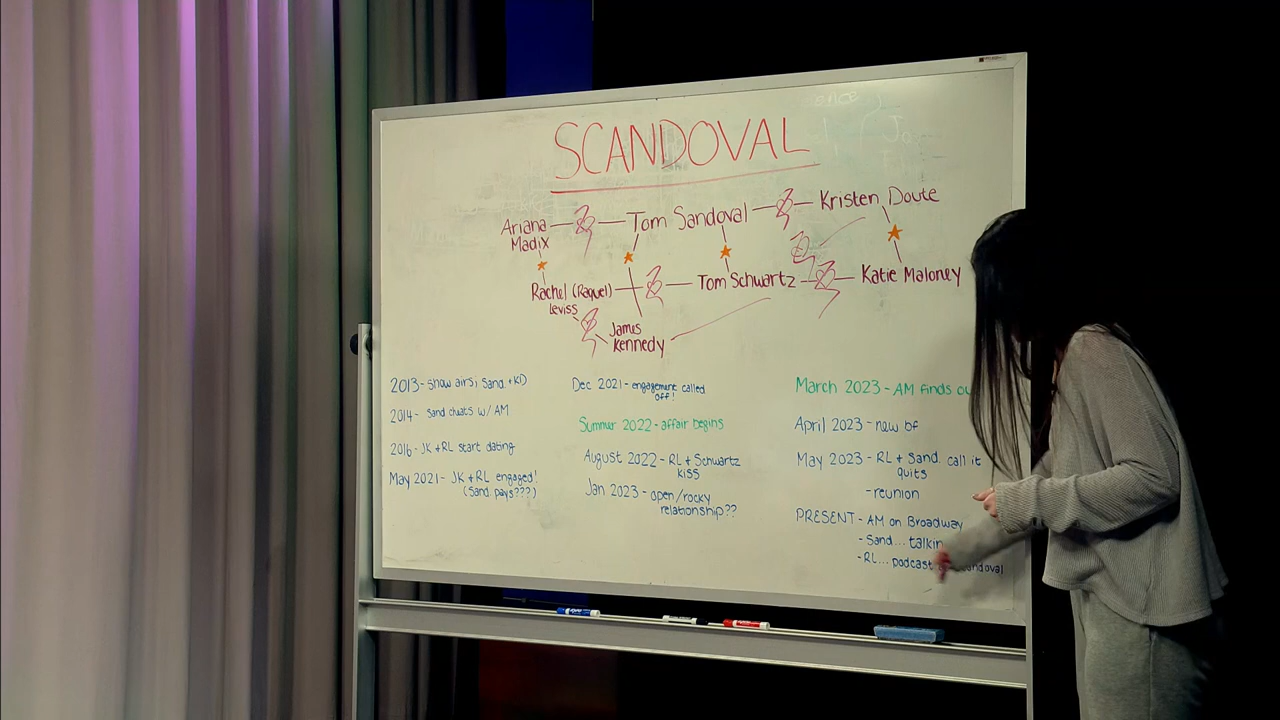 SCANDOVAL
Kristen Doute
Tom Sandoval
Ariana
Madix
Katie Maloney
Tom Schwartz
Rachel (Raquel)
Leviss
James
Kennedy
2013 - show airs; Sand. + KD
2014 - Sand cheats w/ AM
2016 - JK + RL start dating
May 2021 - JK + RL engaged!
(Sand. pays???)
Dec 2021 - engagement called
off!
Summer 2022 - affair begins
August 2022 - RL + Schwartz
kiss
Jan 2023 - open/rocky
relationship??
March 2023 - AM finds
April 2023 - new bf
May 2023 - RL + Sand. call it
quits
- reunion
PRESENT - AM on Broadway
- Sand...
- RL... podcast